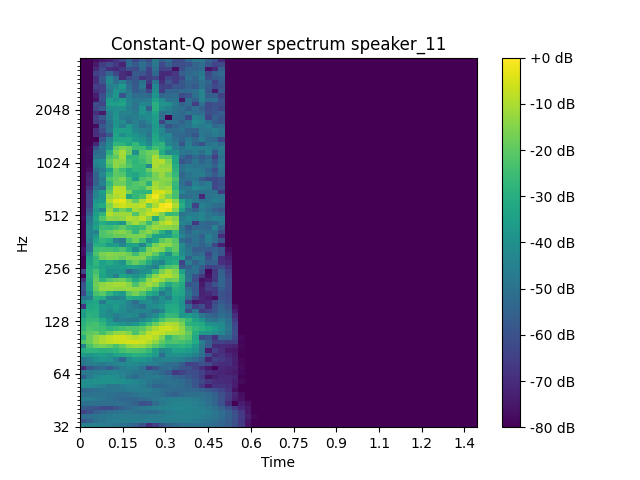 Constant-Q power spectrum speaker_11
Hz
2048
1024
512
256
128
64
32
0 0.15 0.3 0.45 0.6 0.75 0.9 1.1 1.2 1.4
Time
+0 dB
-10 dB
-20 dB
-30 dB
-40 dB
-50 dB
-60 dB
-70 dB
-80 dB